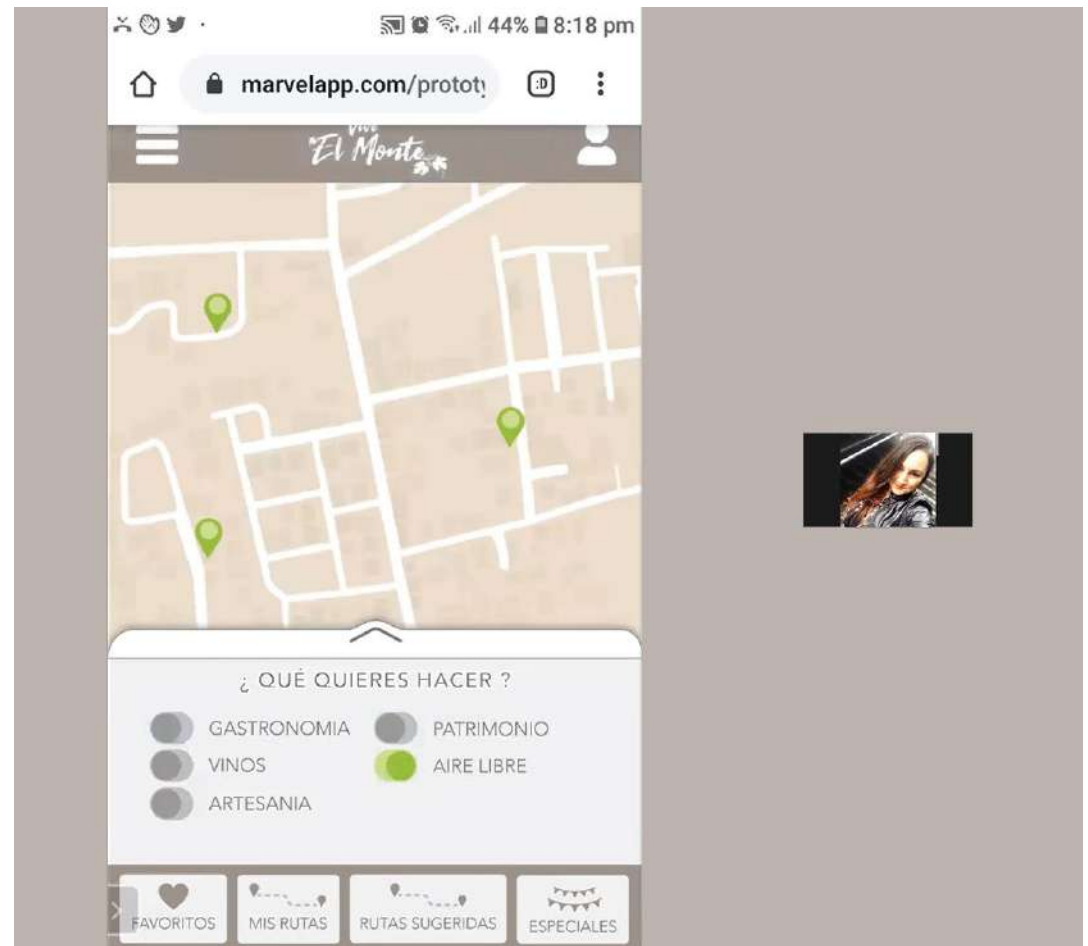 44% 8:18 pm
marvelapp.com/prototy
:D
Vive
El Monte
¿ QUÉ QUIERES HACER ?
GASTRONOMIA PATRIMONIO
VINOS AIRE LIBRE
ARTESANIA
FAVORITOS MIS RUTAS RUTAS SUGERIDAS ESPECIALES